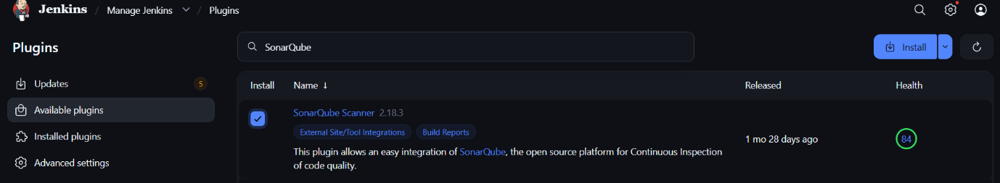 Jenkins / Manage Jenkins / Plugins
Plugins
SonarQube
Install
Updates 5
Available plugins
Installed plugins
Advanced settings
Install Name ↓ Released Health
SonarQube Scanner 2.18.3
External Site/Tool Integrations Build Reports
This plugin allows an easy integration of SonarQube, the open source platform for Continuous Inspection
of code quality.
1 mo 28 days ago
84